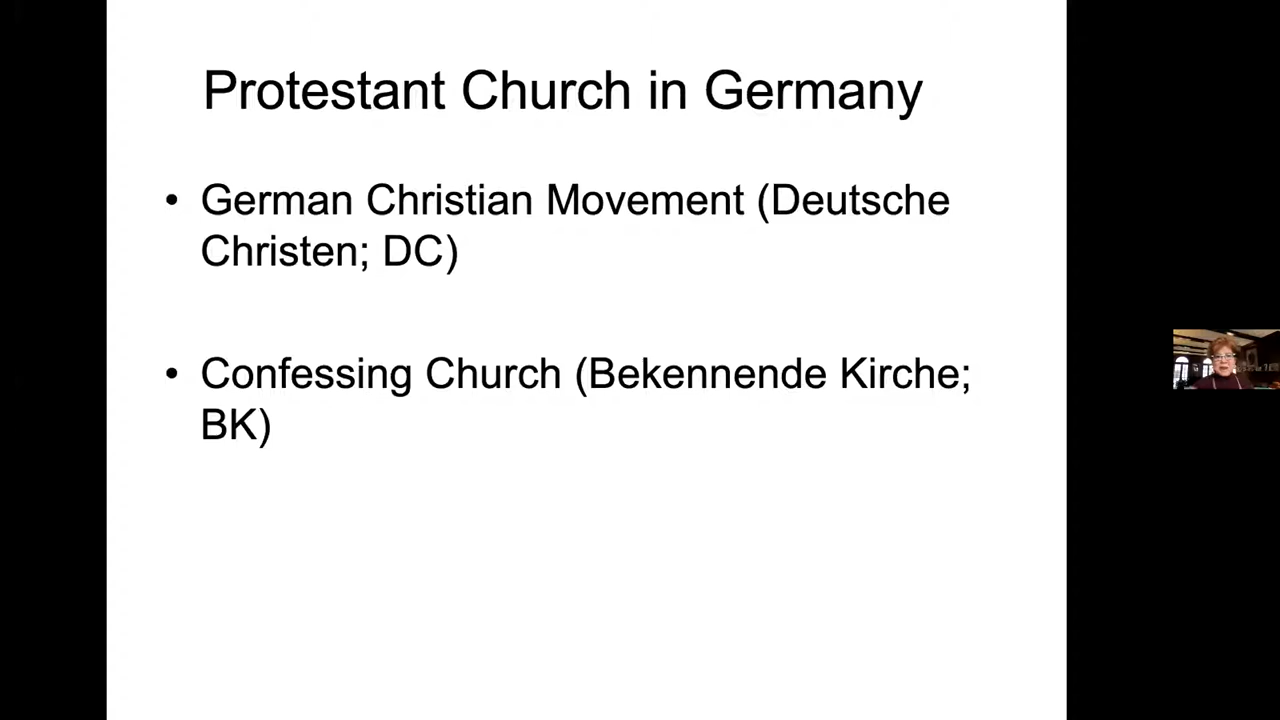 Protestant Church in Germany
• German Christian Movement (Deutsche
Christen; DC)
• Confessing Church (Bekennende Kirche;
BK)